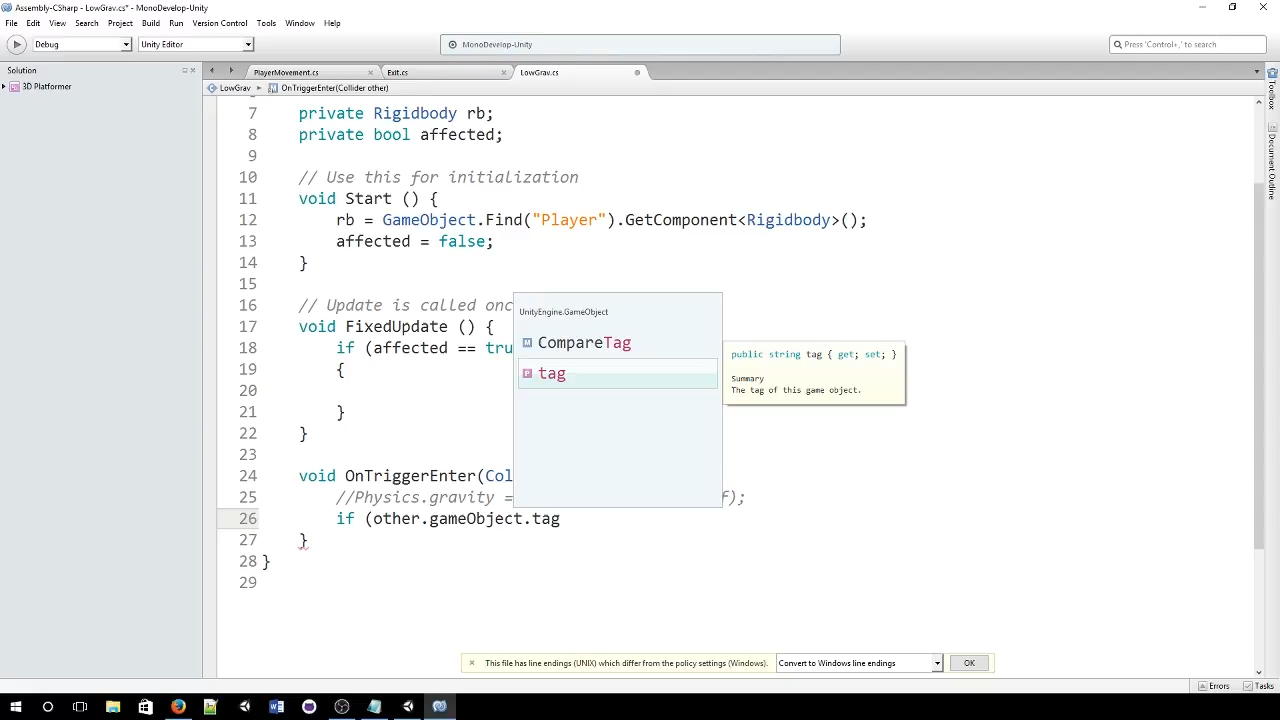 Assembly-CSharp - LowGrav.cs* - MonoDevelop-Unity
File Edit View Search Project Build Run Version Control Tools Window Help
Debug Unity Editor MonoDevelop-Unity Press 'Control+,' to search
Solution PlayerMovement.cs Exit.cs LowGrav.cs
3D Platformer LowGrav OnTriggerEnter(Collider other)
7 private Rigidbody rb;
8 private bool affected;
9
10 // Use this for initialization
11 void Start () {
12 rb = GameObject.Find("Player").GetComponent<Rigidbody>();
13 affected = false;
14 }
15
16 // Update is called onc
17 void FixedUpdate () {
18 if (affected == tru
19 {
20
21 }
22 }
23
24 void OnTriggerEnter(Col
25 //Physics.gravity = f);
26 if (other.gameObject.tag
27 }
28 }
29
UnityEngine.GameObject
M CompareTag
P tag
public string tag { get; set; }
Summary
The tag of this game object.
Toolbox
Document Outline
This file has line endings (UNIX) which differ from the policy settings (Windows). Convert to Windows line endings OK
Errors Tasks